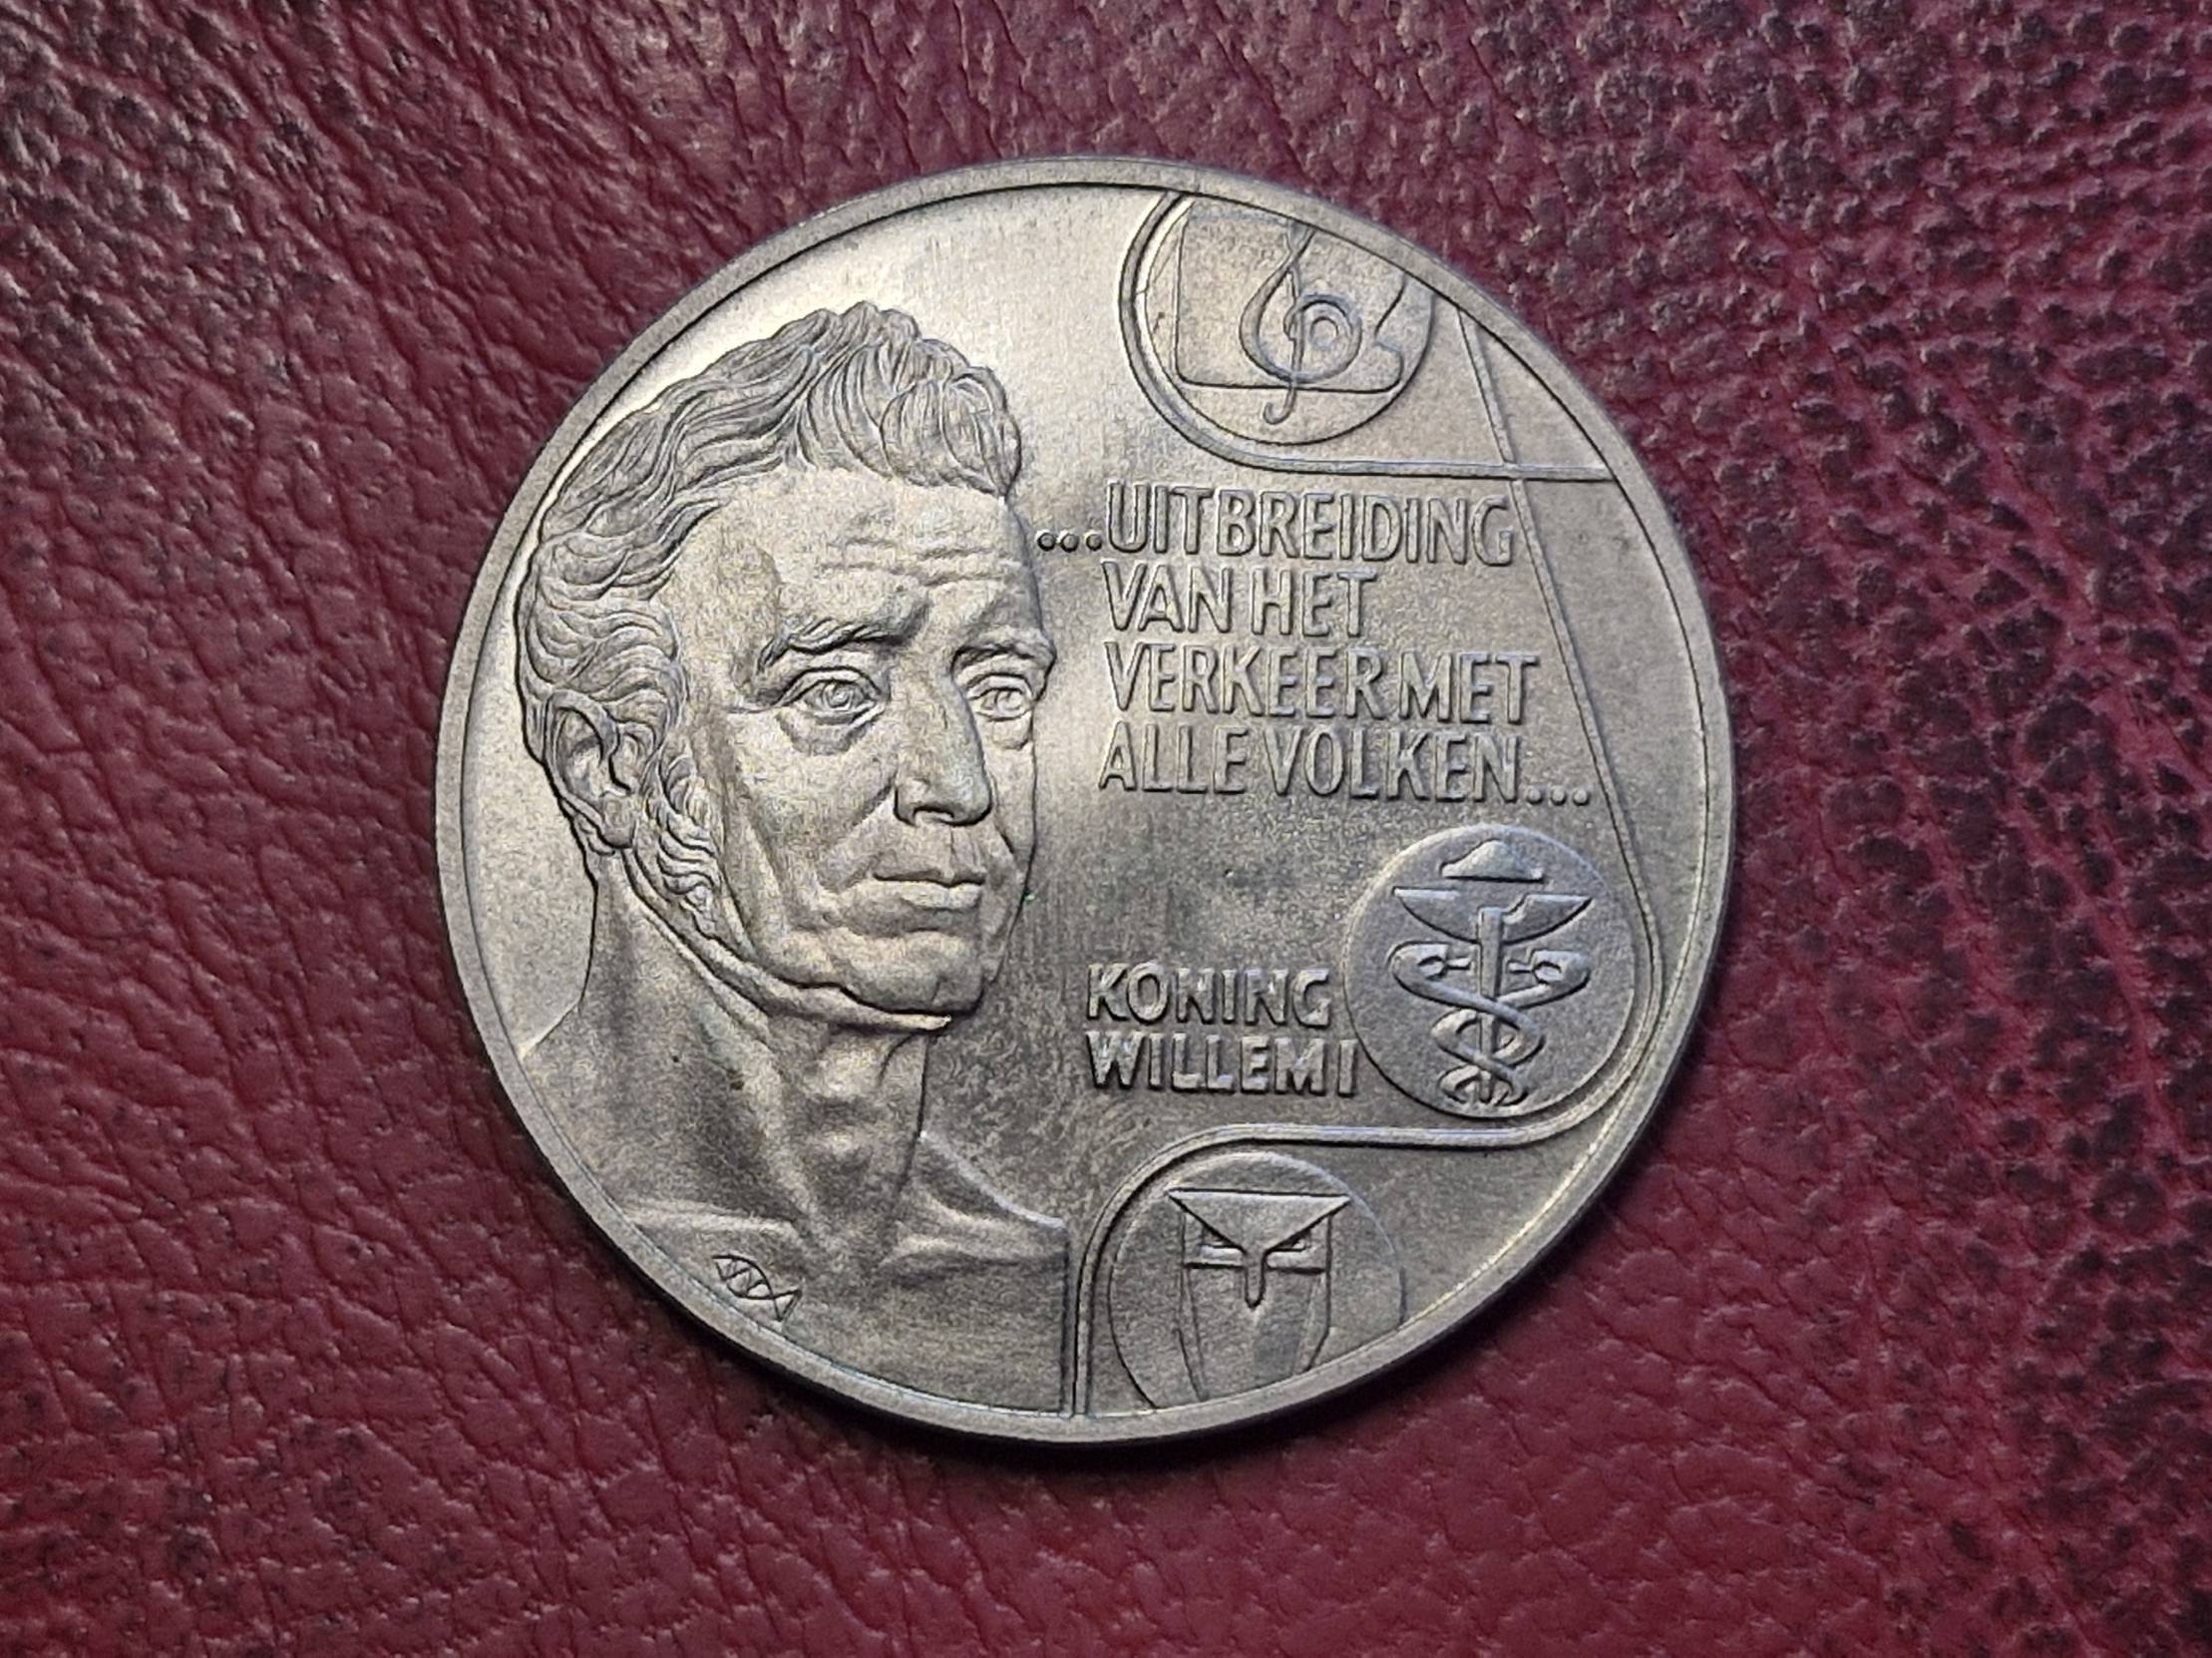 ...UITBREIDING
VAN HET
VERKEER MET
ALLE VOLKEN...
KONING
WILLEM I